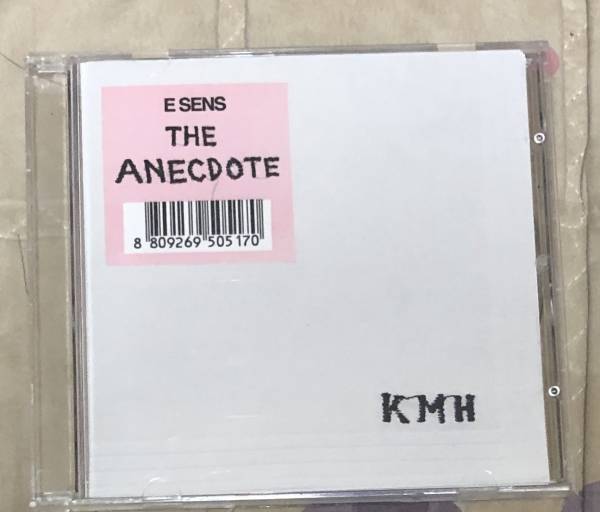 E SENS
THE
ANECDOTE
8 809269 505170
KMH